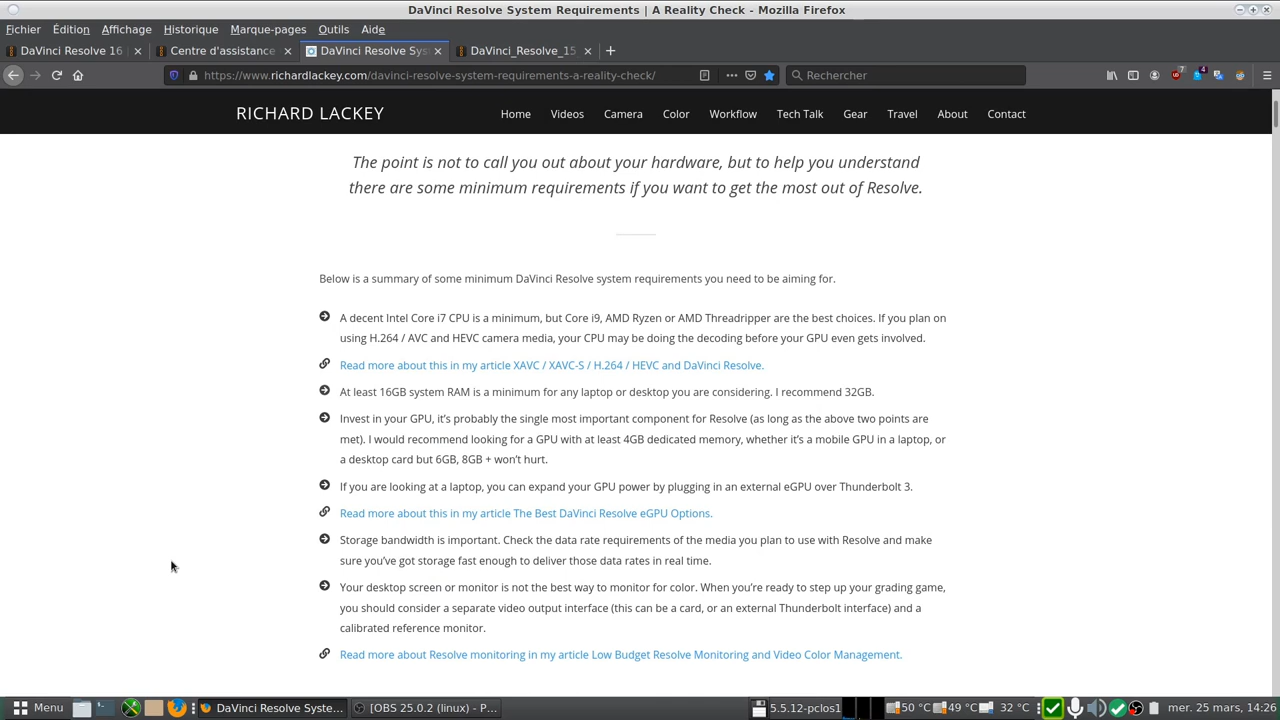 DaVinci Resolve System Requirements | A Reality Check - Mozilla Firefox
Fichier Édition Affichage Historique Marque-pages Outils Aide
DaVinci Resolve 16 Centre d'assistance DaVinci Resolve Sys DaVinci_Resolve_15
https://www.richardlackey.com/davinci-resolve-system-requirements-a-reality-check/ Rechercher 7 4
RICHARD LACKEY Home Videos Camera Color Workflow Tech Talk Gear Travel About Contact
The point is not to call you out about your hardware, but to help you understand
there are some minimum requirements if you want to get the most out of Resolve.
Below is a summary of some minimum DaVinci Resolve system requirements you need to be aiming for.
A decent Intel Core i7 CPU is a minimum, but Core i9, AMD Ryzen or AMD Threadripper are the best choices. If you plan on
using H.264 / AVC and HEVC camera media, your CPU may be doing the decoding before your GPU even gets involved.
Read more about this in my article XAVC / XAVC-S / H.264 / HEVC and DaVinci Resolve.
At least 16GB system RAM is a minimum for any laptop or desktop you are considering. I recommend 32GB.
Invest in your GPU, it’s probably the single most important component for Resolve (as long as the above two points are
met). I would recommend looking for a GPU with at least 4GB dedicated memory, whether it’s a mobile GPU in a laptop, or
a desktop card but 6GB, 8GB + won’t hurt.
If you are looking at a laptop, you can expand your GPU power by plugging in an external eGPU over Thunderbolt 3.
Read more about this in my article The Best DaVinci Resolve eGPU Options.
Storage bandwidth is important. Check the data rate requirements of the media you plan to use with Resolve and make
sure you’ve got storage fast enough to deliver those data rates in real time.
Your desktop screen or monitor is not the best way to monitor for color. When you’re ready to step up your grading game,
you should consider a separate video output interface (this can be a card, or an external Thunderbolt interface) and a
calibrated reference monitor.
Read more about Resolve monitoring in my article Low Budget Resolve Monitoring and Video Color Management.
Menu DaVinci Resolve Syste... [OBS 25.0.2 (linux) - P... 5.5.12-pclos1 50 °C 49 °C 32 °C mer. 25 mars, 14:26